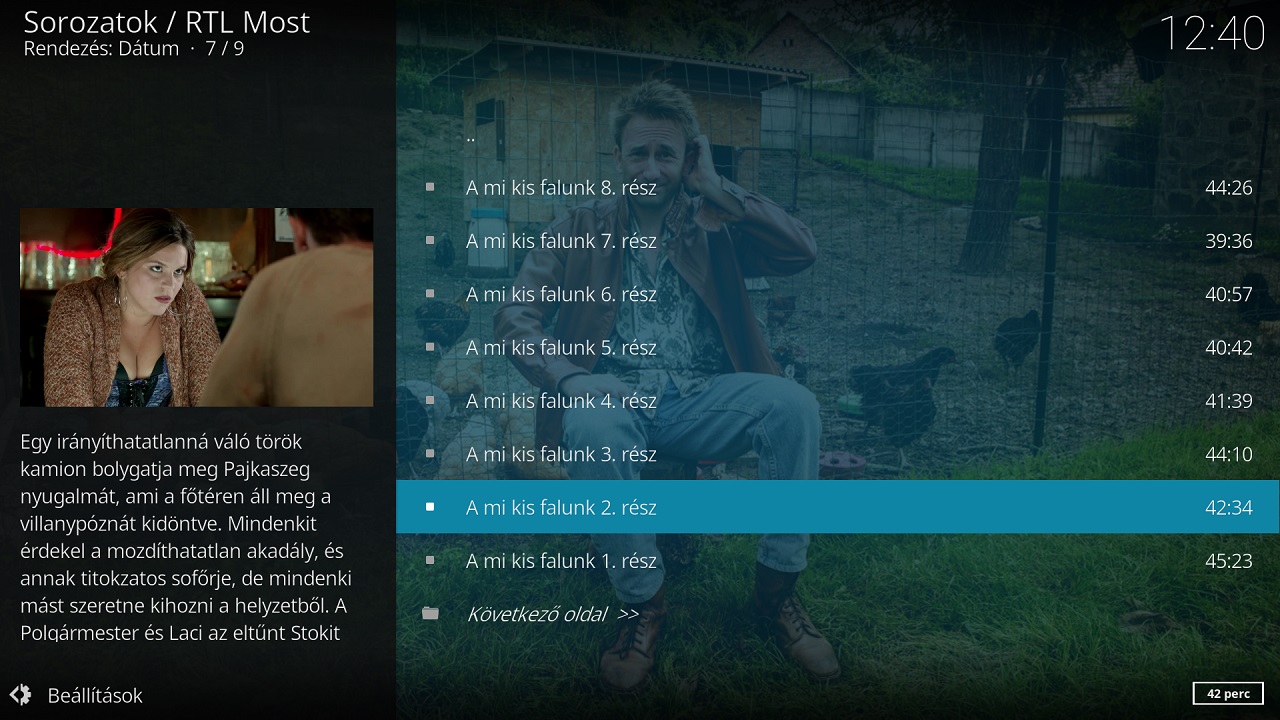 Sorozatok / RTL Most
Rendezés: Dátum · 7 / 9
12:40
Egy irányíthatatlanná váló török
kamion bolygatja meg Pajkaszeg
nyugalmát, ami a főtéren áll meg a
villanypóznát kidöntve. Mindenkit
érdekel a mozdíthatatlan akadály, és
annak titokzatos sofőrje, de mindenki
mást szeretne kihozni a helyzetből. A
Polgármester és Laci az eltűnt Stokit
..
A mi kis falunk 8. rész 44:26
A mi kis falunk 7. rész 39:36
A mi kis falunk 6. rész 40:57
A mi kis falunk 5. rész 40:42
A mi kis falunk 4. rész 41:39
A mi kis falunk 3. rész 44:10
A mi kis falunk 2. rész 42:34
A mi kis falunk 1. rész 45:23
Következő oldal >>
Beállítások
42 perc